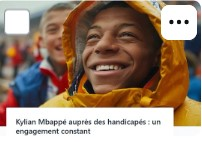 Kylian Mbappé auprès des handicapés : un
engagement constant